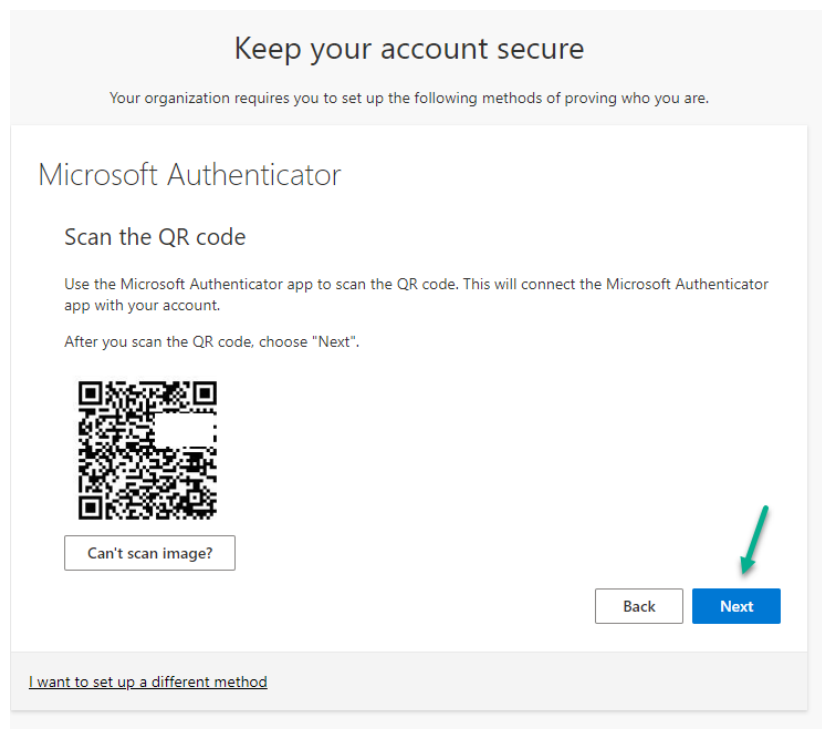 Keep your account secure
Your organization requires you to set up the following methods of proving who you are.
Microsoft Authenticator
Scan the QR code
Use the Microsoft Authenticator app to scan the QR code. This will connect the Microsoft Authenticator
app with your account.
After you scan the QR code, choose "Next".
Can't scan image?
Back
Next
I want to set up a different method